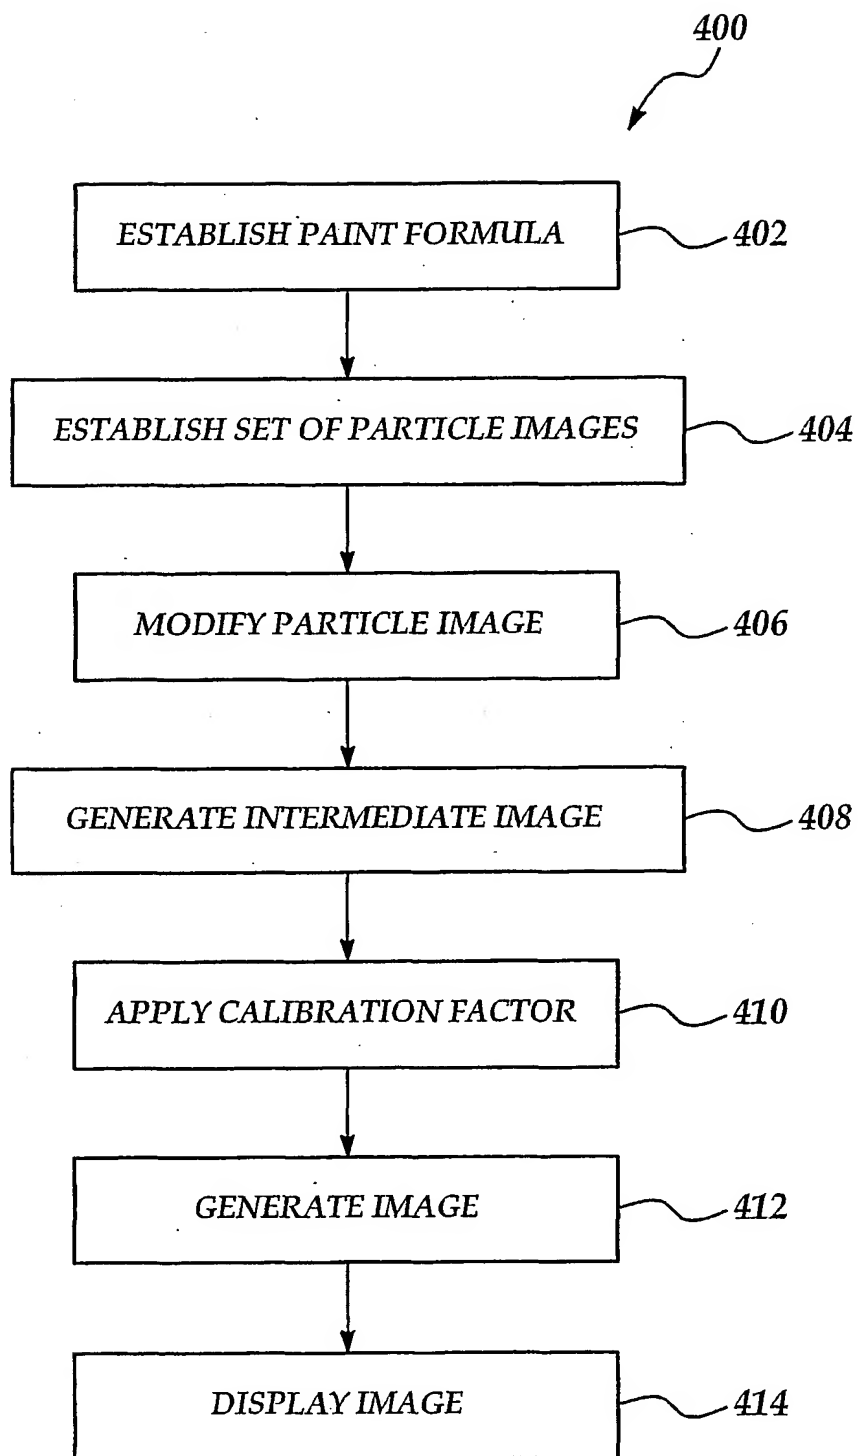 400
ESTABLISH PAINT FORMULA
402
ESTABLISH SET OF PARTICLE IMAGES
404
MODIFY PARTICLE IMAGE
406
GENERATE INTERMEDIATE IMAGE
408
APPLY CALIBRATION FACTOR
410
GENERATE IMAGE
412
DISPLAY IMAGE
414